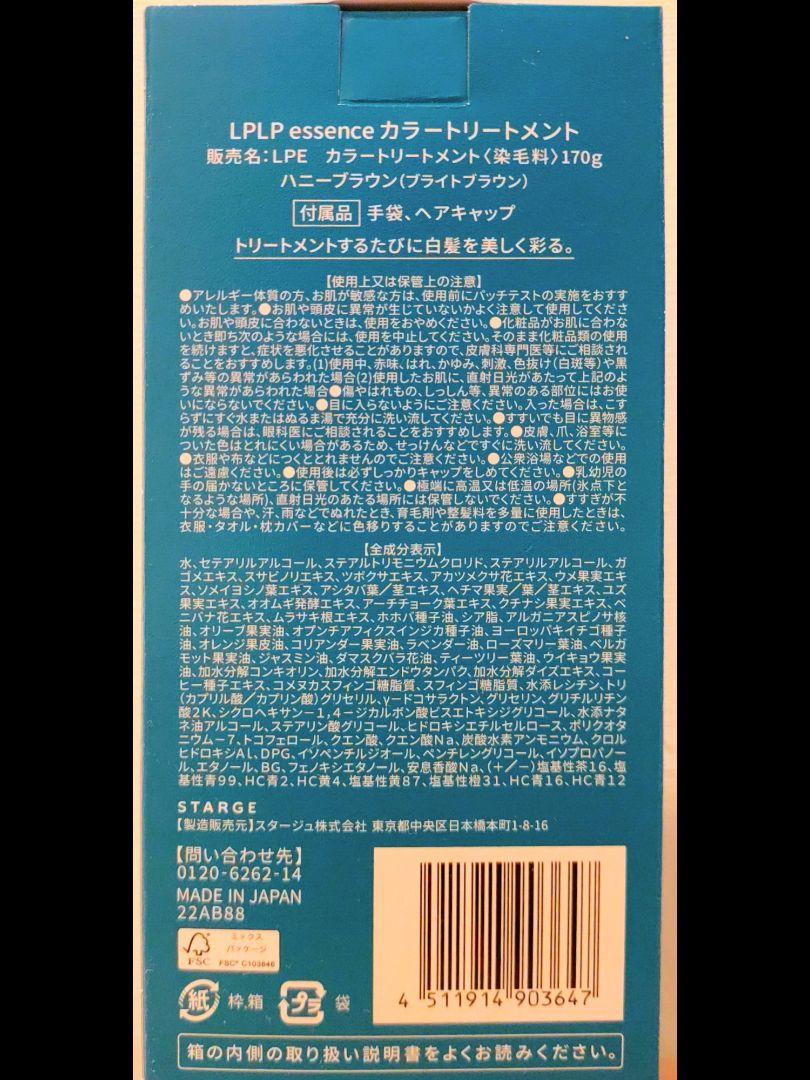 LPLP essence カラートリートメント
販売名：LPE　カラートリートメント〈染毛料〉170g
ハニーブラウン（ブライトブラウン）
付属品 手袋、ヘアキャップ
トリートメントするたびに白髪を美しく彩る。
【使用上又は保管上の注意】
●アレルギー体質の方、お肌が敏感な方は、使用前にパッチテストの実施をおすす
めいたします。●お肌や頭皮に異常が生じていないかよく注意して使用してくださ
い。お肌や頭皮に合わないときは、使用をおやめください。●化粧品がお肌に合わな
いとき即ち次のような場合には、使用を中止してください。そのまま化粧品類の使用
を続けますと、症状を悪化させることがありますので、皮膚科専門医等にご相談され
ることをおすすめします。(1)使用中、赤味、はれ、かゆみ、刺激、色抜け（白斑等）や黒
ずみ等の異常があらわれた場合(2)使用したお肌に、直射日光があたって上記のよ
うな異常があらわれた場合●傷やはれもの、しっしん等、異常のある部位にはお使
いにならないでください。●目に入らないようにご注意ください。入った場合は、こす
らずにすぐ水またはぬるま湯で充分に洗い流してください。●すすいでも目に異物感
が残る場合は、眼科医にご相談されることをおすすめします。●皮膚、爪、浴室等に
ついた色はとれにくい場合があるため、せっけんなどですぐに洗い流してください。
●衣服や布などにつくととれませんのでご注意ください。●公衆浴場などでの使用
はご遠慮ください。●使用後は必ずしっかりキャップをしめてください。●乳幼児の
手の届かないところに保管してください。●極端に高温又は低温の場所（氷点下と
なるような場所）、直射日光のあたる場所には保管しないでください。●すすぎが不
十分な場合や、汗、雨などでぬれたとき、育毛剤や整髪料を多量に使用したときは、
衣服・タオル・枕カバーなどに色移りすることがありますのでご注意ください。
【全成分表示】
水、セテアリルアルコール、ステアルトリモニウムクロリド、ステアリルアルコール、ガ
ゴメエキス、スサビノリエキス、ツボクサエキス、アカツメクサ花エキス、ウメ果実エキ
ス、ソメイヨシノ葉エキス、アシタバ葉／茎エキス、ヘチマ果実／葉／茎エキス、ユズ
果実エキス、オオムギ発酵エキス、アーチチョーク葉エキス、クチナシ果実エキス、ベ
ニバナ花エキス、ムラサキ根エキス、ホホバ種子油、シア脂、アルガニアスピノサ核
油、オリーブ果実油、オプンチアフィクスインジカ種子油、ヨーロッパキイチゴ種子
油、オレンジ果皮油、コリアンダー果実油、ラベンダー油、ローズマリー葉油、ベルガ
モット果実油、ジャスミン油、ダマスクバラ花油、ティーツリー葉油、ウイキョウ果実
油、加水分解コンキオリン、加水分解エンドウタンパク、加水分解ダイズエキス、コー
ヒー種子エキス、コメヌカスフィンゴ糖脂質、スフィンゴ糖脂質、水添レシチン、トリ
（カプリル酸／カプリン酸）グリセリル、γ－ドコサラクトン、グリセリン、グリチルリチン
酸2K、シクロヘキサン－1，4－ジカルボン酸ビスエトキシジグリコール、水添ナタ
ネ油アルコール、ステアリン酸グリコール、ヒドロキシエチルセルロース、ポリクオタ
ニウム－7、トコフェロール、クエン酸、クエン酸Na、炭酸水素アンモニウム、クロル
ヒドロキシAL、DPG、イソペンチルジオール、ペンチレングリコール、イソプロパノー
ル、エタノール、BG、フェノキシエタノール、安息香酸Na、（＋／－）塩基性茶16、塩
基性青99、HC青2、HC黄4、塩基性黄87、塩基性橙31、HC青16、HC青12
STARGE
【製造販売元】スタージュ株式会社 東京都中央区日本橋本町1-8-16
【問い合わせ先】
0120-6262-14
MADE IN JAPAN
22AB88
ミックス
パッケージ
FSC
FSC® C103646
紙 枠、箱 プラ 袋
4 511914 903647
箱の内側の取り扱い説明書をよくお読みください。